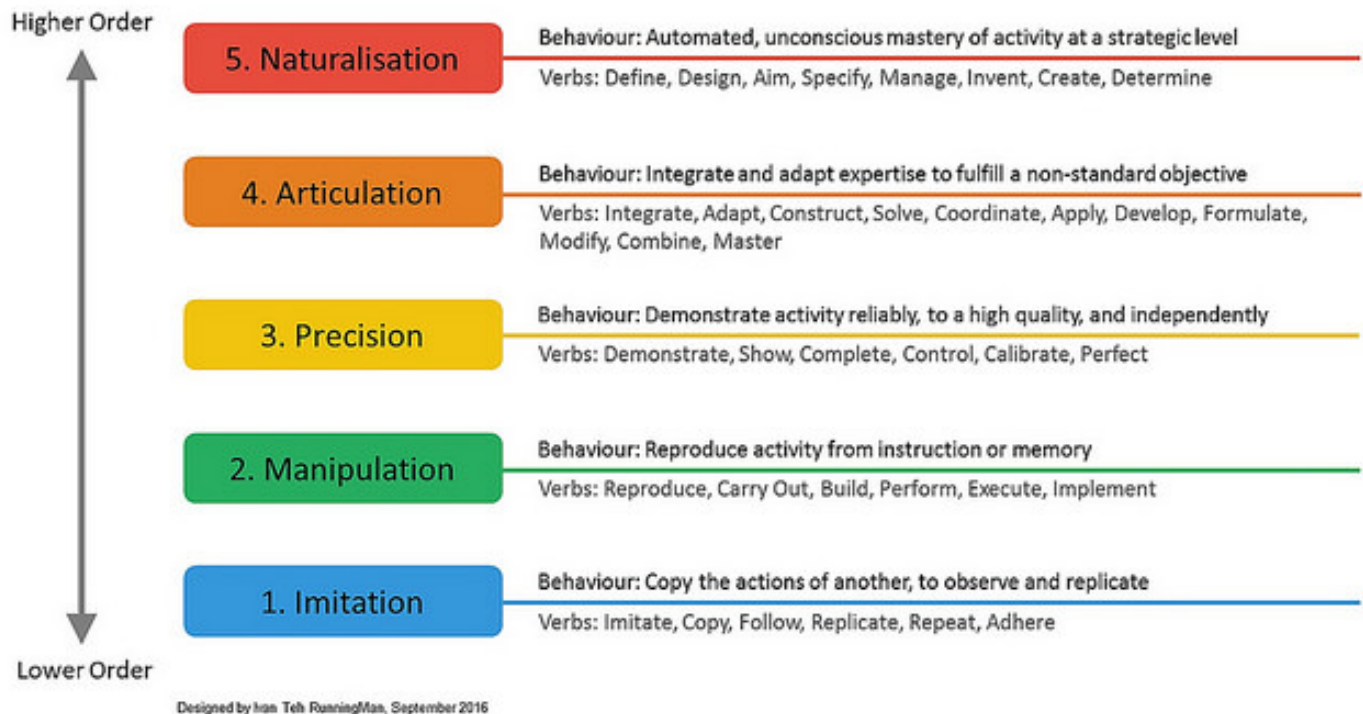 Higher Order
5. Naturalisation
Behaviour: Automated, unconscious mastery of activity at a strategic level
Verbs: Define, Design, Aim, Specify, Manage, Invent, Create, Determine
4. Articulation
Behaviour: Integrate and adapt expertise to fulfill a non-standard objective
Verbs: Integrate, Adapt, Construct, Solve, Coordinate, Apply, Develop, Formulate,
Modify, Combine, Master
3. Precision
Behaviour: Demonstrate activity reliably, to a high quality, and independently
Verbs: Demonstrate, Show, Complete, Control, Calibrate, Perfect
2. Manipulation
Behaviour: Reproduce activity from instruction or memory
Verbs: Reproduce, Carry Out, Build, Perform, Execute, Implement
1. Imitation
Behaviour: Copy the actions of another, to observe and replicate
Verbs: Imitate, Copy, Follow, Replicate, Repeat, Adhere
Lower Order
Designed by Teh RunningMan, September 2016